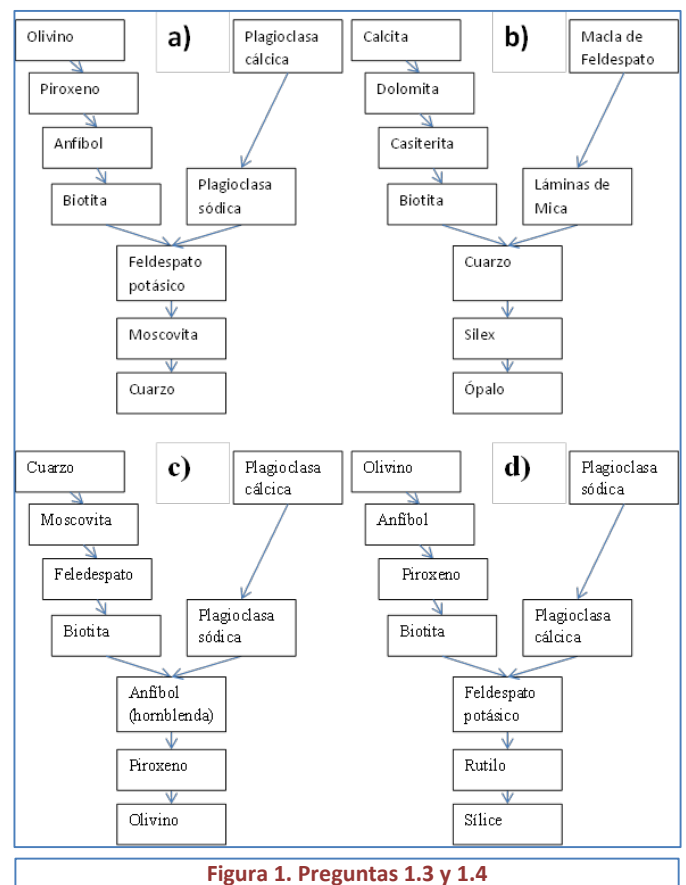 Olivino
a)
Plagioclasa
cálcica
Piroxeno
Anfíbol
Biotita
Plagioclasa
sódica
Feldespato
potásico
Moscovita
Cuarzo
Calcita
b)
Macla de
Feldespato
Dolomita
Casiterita
Biotita
Láminas de
Mica
Cuarzo
Sílex
Ópalo
Cuarzo
c)
Plagioclasa
cálcica
Moscovita
Feledespato
Biotita
Plagioclasa
sódica
Anfíbol
(hornblenda)
Piroxeno
Olivino
Olivino
d)
Plagioclasa
sódica
Anfíbol
Piroxeno
Biotita
Plagioclasa
cálcica
Feldespato
potásico
Rutilo
Sílice
Figura 1. Preguntas 1.3 y 1.4